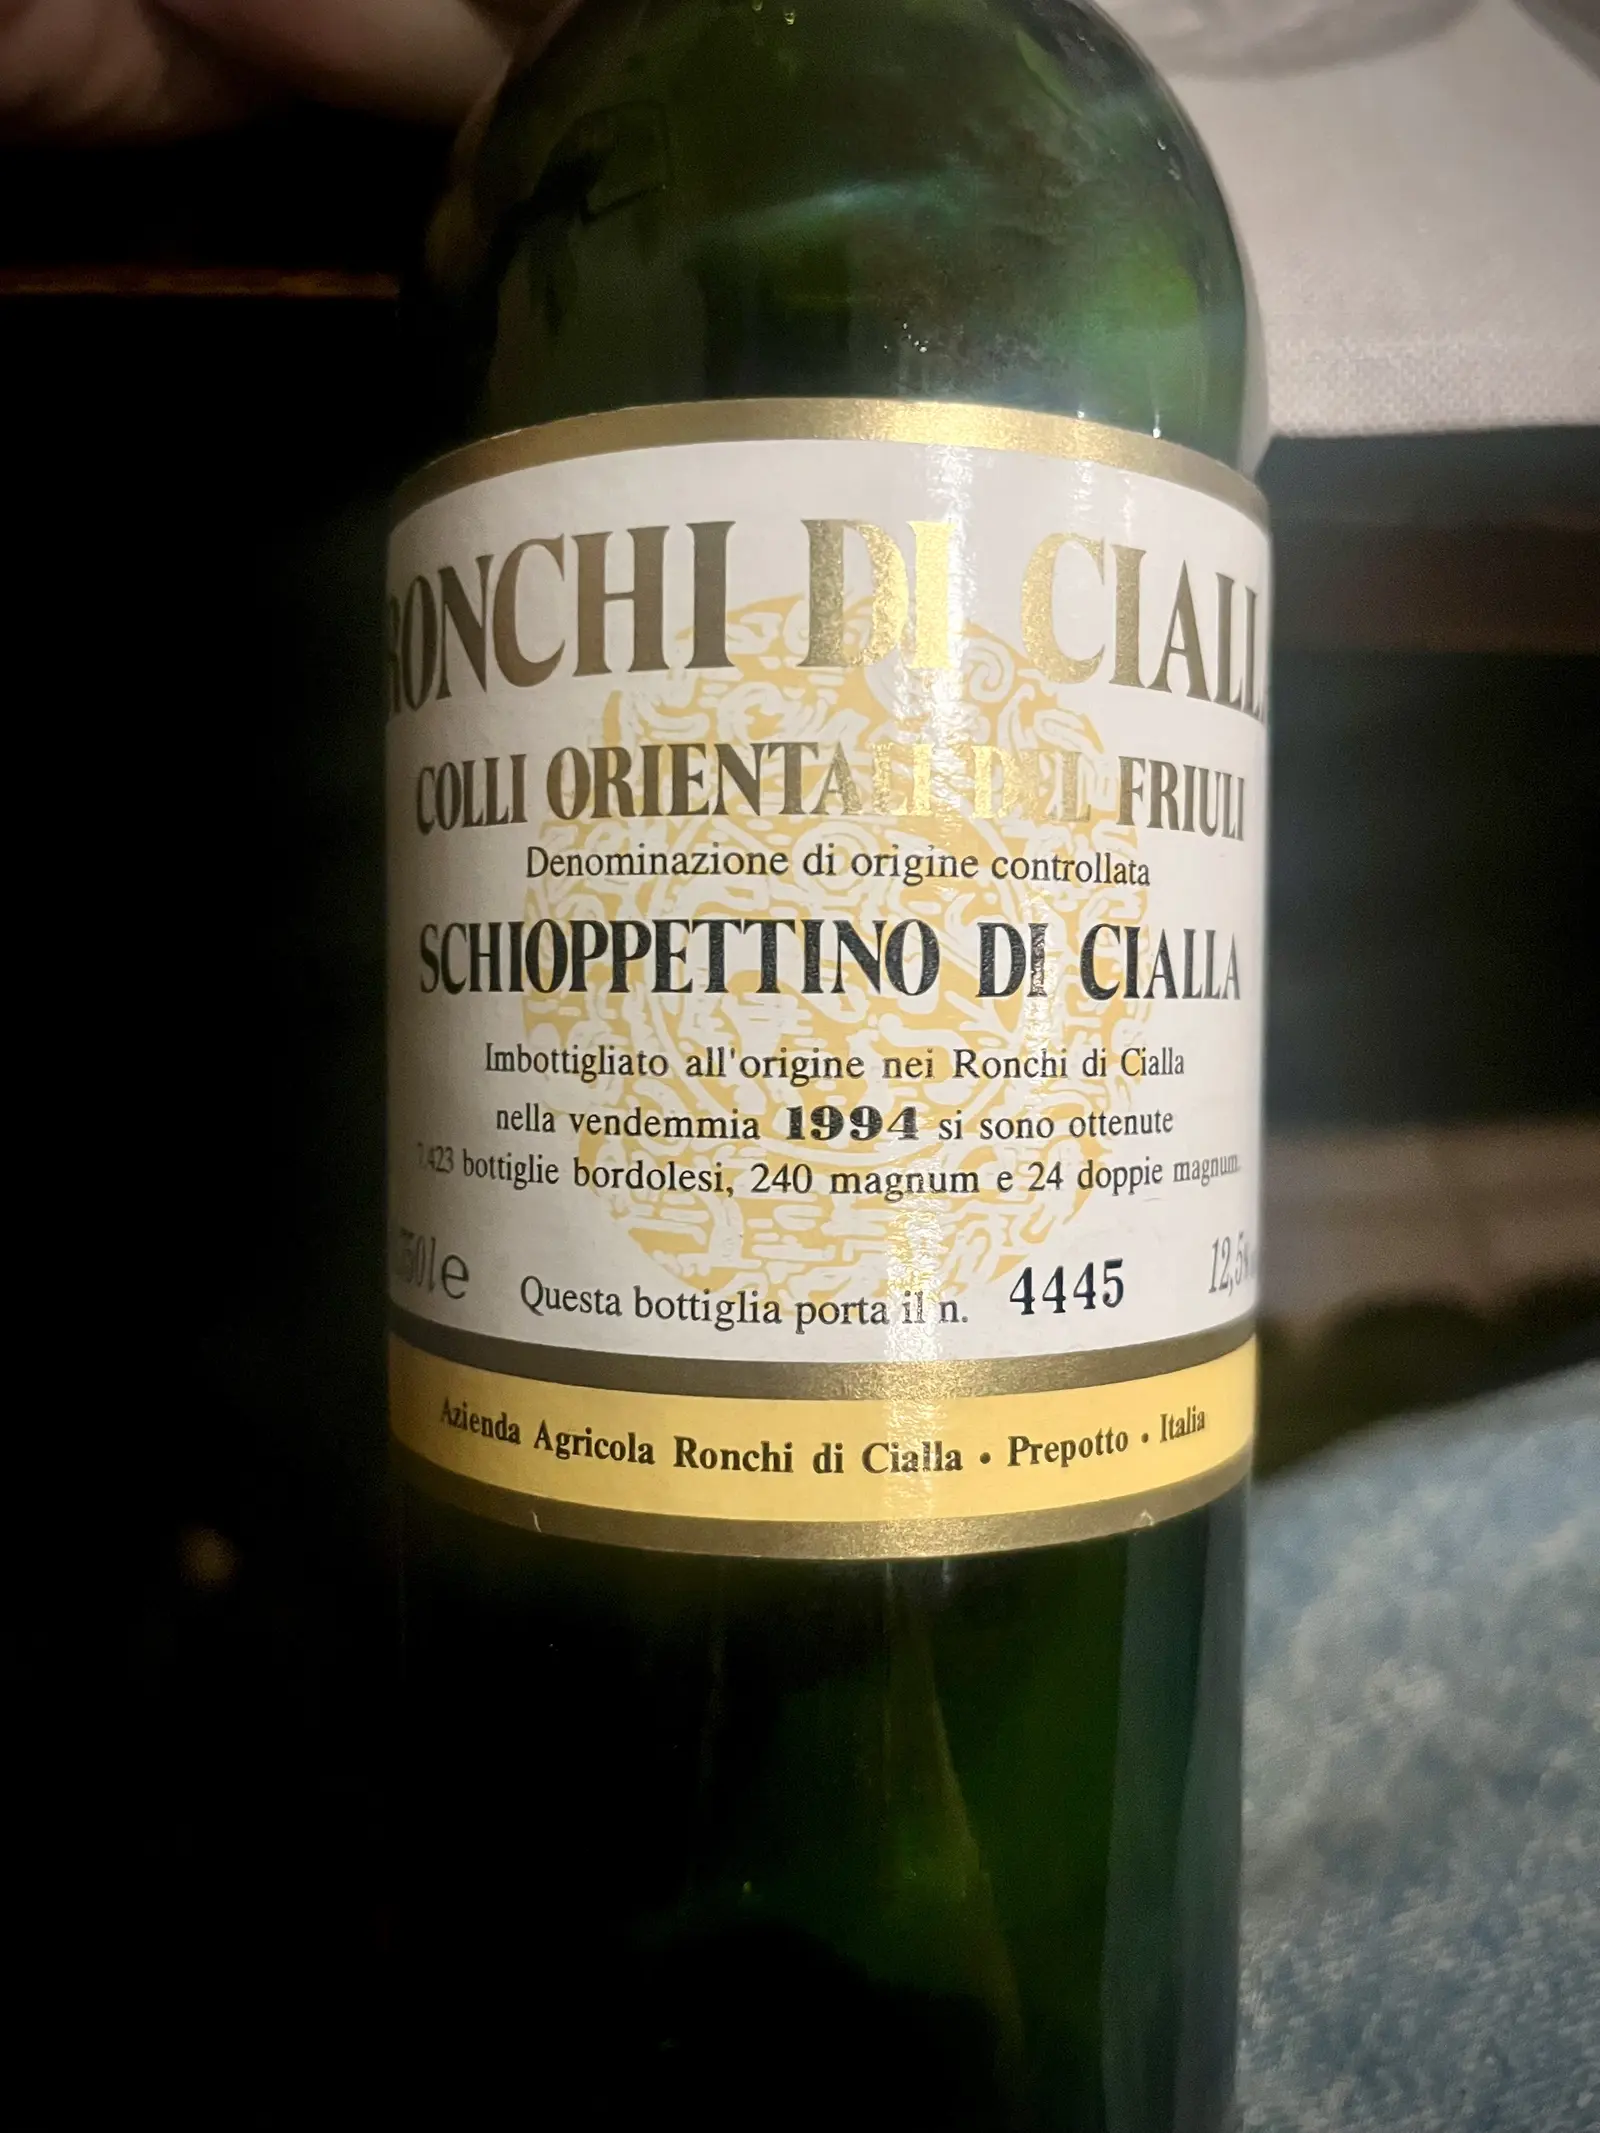 RONCHI DI CIALLA
COLLI ORIENTALI DEL FRIULI
Denominazione di origine controllata
SCHIOPPETTINO DI CIALLA
Imbottigliato all'origine nei Ronchi di Cialla
nella vendemmia 1994 si sono ottenute
7.423 bottiglie bordolesi, 240 magnum e 24 doppie magnum.
Questa bottiglia porta il n. 4445
Azienda Agricola Ronchi di Cialla • Prepotto • Italia